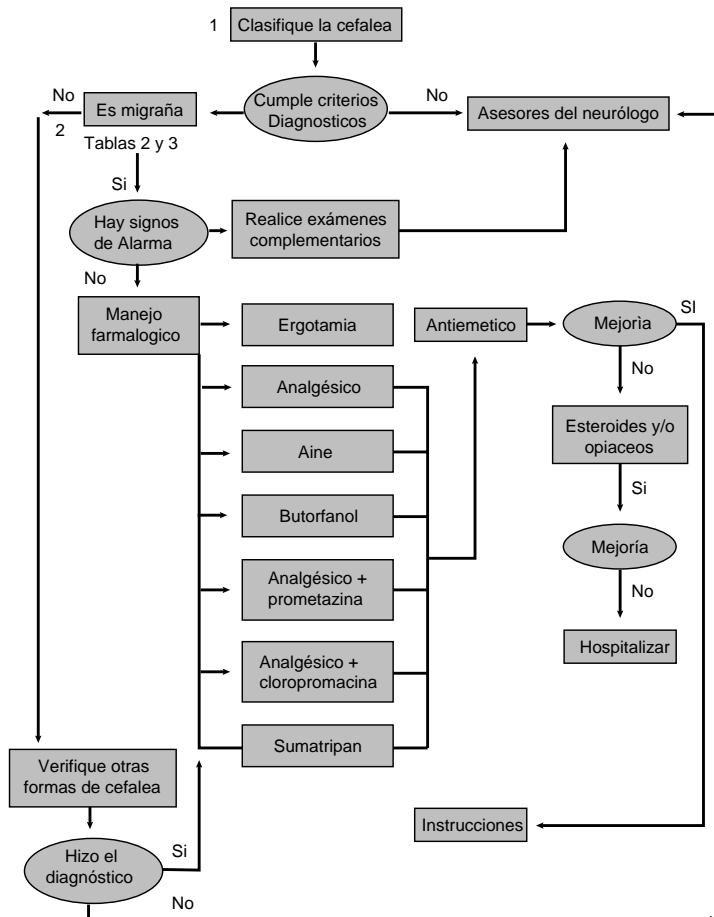 1
Clasifique la cefalea
No
Es migraña
Cumple criterios
Diagnosticos
No
Asesores del neurólogo
2
Tablas 2 y 3
Si
Hay signos
de Alarma
Realice exámenes
complementarios
No
Manejo
farmalogico
Ergotamia
Antiemetico
Mejorìa
SI
No
Analgésico
Esteroides y/o
opiaceos
Aine
Si
Butorfanol
Mejoría
Analgésico +
prometazina
No
Hospitalizar
Analgésico +
cloropromacina
Sumatripan
Verifique otras
formas de cefalea
Instrucciones
Hizo el
diagnóstico
Si
No